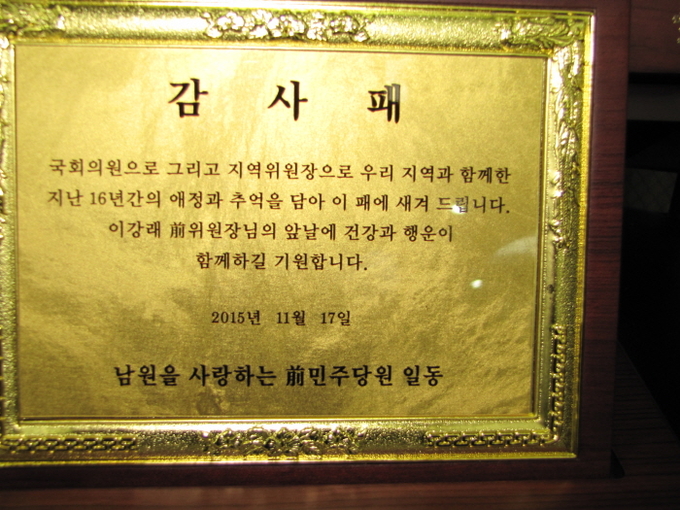 감 사 패
국회의원으로 그리고 지역위원장으로 우리 지역과 함께한
지난 16년간의 애정과 추억을 담아 이 패에 새겨 드립니다.
이강래 前위원장님의 앞날에 건강과 행운이
함께하길 기원합니다.
2015년 11월 17일
남원을 사랑하는 前민주당원 일동